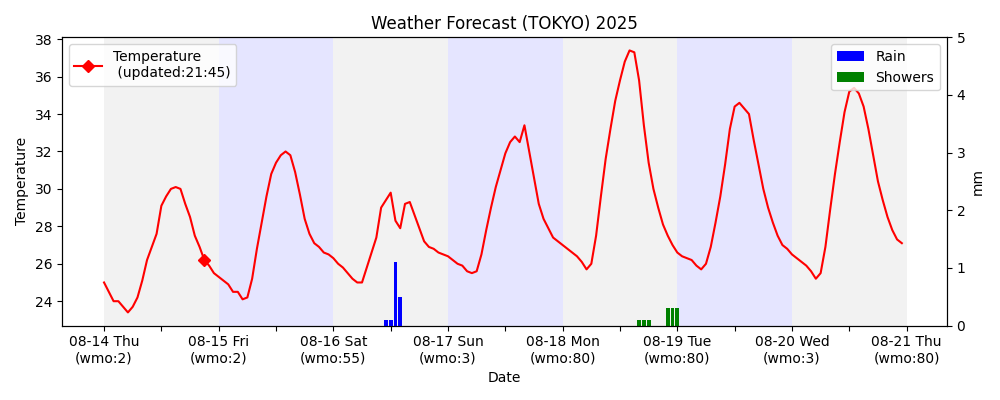 Weather Forecast (TOKYO) 2025
Temperature
(updated:21:45)
Rain
Showers
Temperature
38
36
34
32
30
28
26
24
5
4
3
2
1
0
mm
08-14 Thu
(wmo:2)
08-15 Fri
(wmo:2)
08-16 Sat
(wmo:55)
08-17 Sun
(wmo:3)
08-18 Mon
(wmo:80)
08-19 Tue
(wmo:80)
08-20 Wed
(wmo:3)
08-21 Thu
(wmo:80)
Date